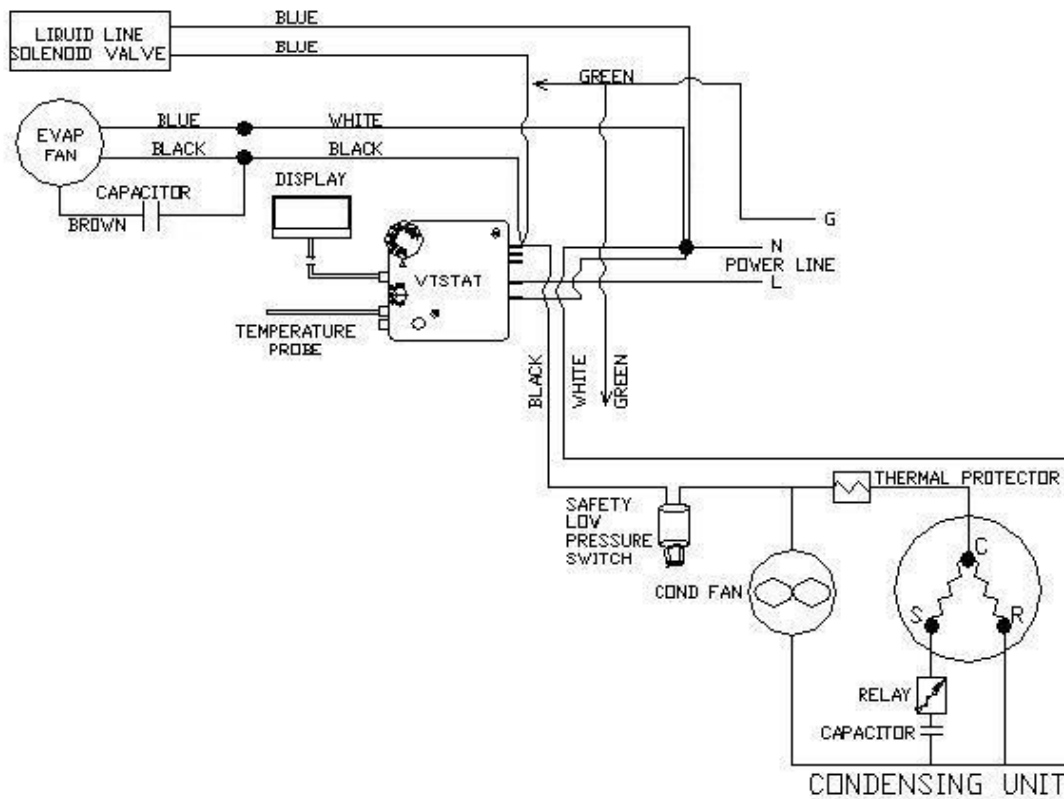 BLUE
LIQUID LINE
SOLENOID VALVE
BLUE
GREEN
BLUE
WHITE
EVAP
FAN
BLACK
BLACK
CAPACITOR
DISPLAY
BROWN
G
N
POWER LINE
L
VTSTAT
TEMPERATURE
PROBE
BLACK
WHITE
GREEN
THERMAL PROTECTOR
SAFETY
LOW
PRESSURE
SWITCH
C
COND FAN
S
R
RELAY
CAPACITOR
CONDENSING UNIT